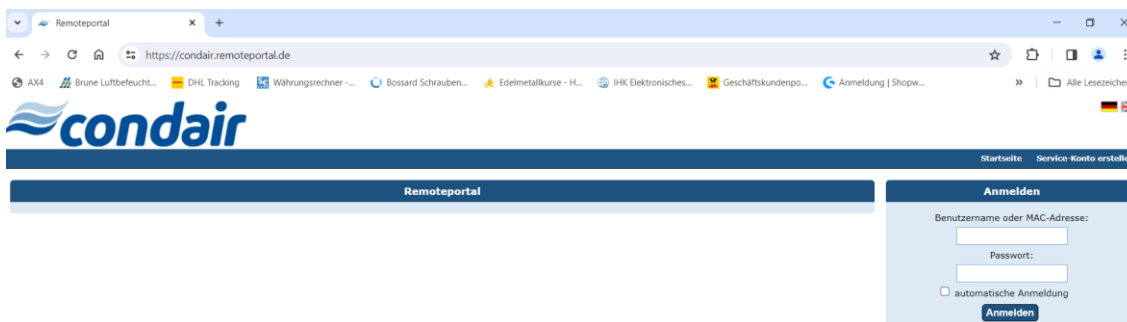 Remoteportal
https://condair.remoteportal.de
AX4 Brune Luftbefeucht... DHL Tracking Währungsrechner -... Bossard Schrauben... Edelmetallkurse - H... IHK Elektronisches... Geschäftskundenpo... Anmeldung | Shopw... » Alle Lesezeichen
condair
Startseite Service-Konto erstelle
Remoteportal
Anmelden
Benutzername oder MAC-Adresse:
Passwort:
automatische Anmeldung
Anmelden